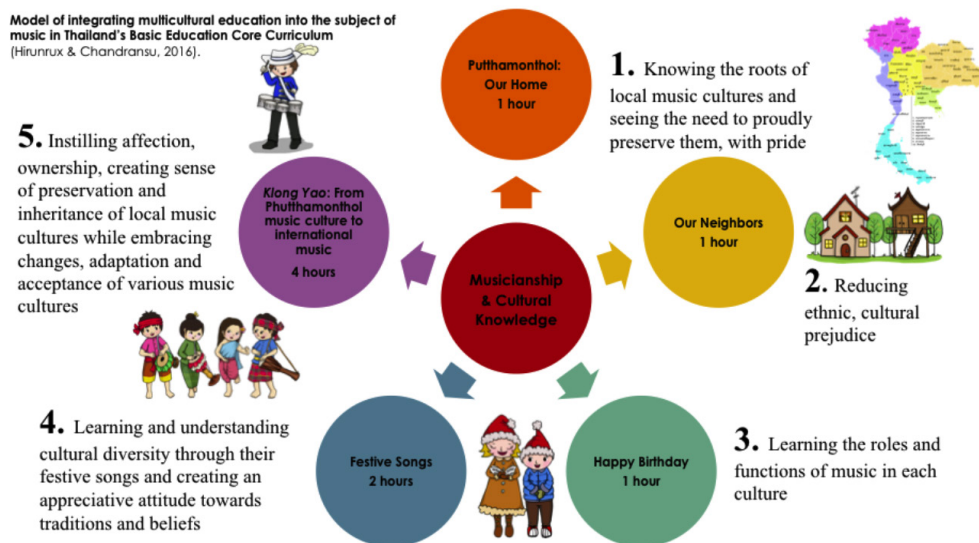 Model of integrating multicultural education into the subject of
music in Thailand's Basic Education Core Curriculum
(Hirunrux & Chandransu, 2016).
Putthamonthol:
Our Home
1 hour
1. Knowing the roots of
local music cultures and
seeing the need to proudly
preserve them, with pride
Our Neighbors
1 hour
2. Reducing
ethnic, cultural
prejudice
Happy Birthday
1 hour
3. Learning the roles and
functions of music in each
culture
Festive Songs
2 hours
4. Learning and understanding
cultural diversity through their
festive songs and creating an
appreciative attitude towards
traditions and beliefs
Klong Yao: From
Phutthamonthol
music culture to
international
music
4 hours
5. Instilling affection,
ownership, creating sense
of preservation and
inheritance of local music
cultures while embracing
changes, adaptation and
acceptance of various music
cultures
Musicianship
& Cultural
Knowledge